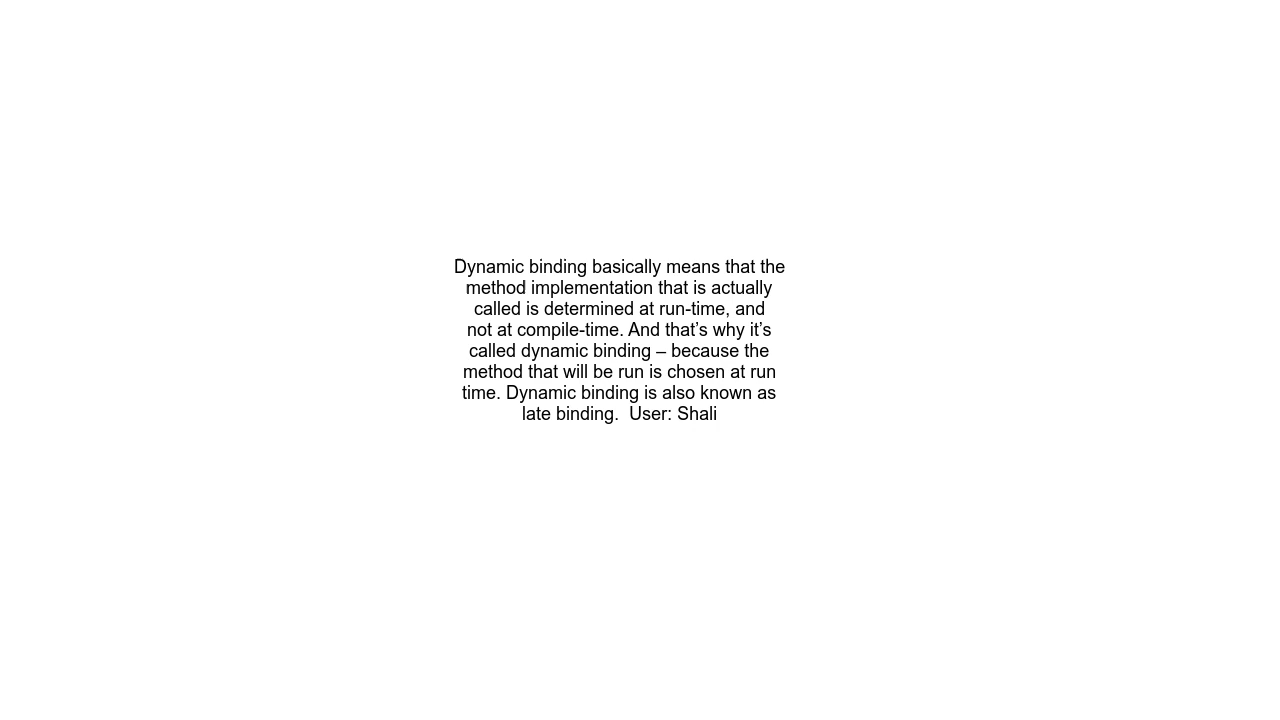 Dynamic binding basically means that the
method implementation that is actually
called is determined at run-time, and
not at compile-time. And that’s why it’s
called dynamic binding – because the
method that will be run is chosen at run
time. Dynamic binding is also known as
late binding.  User: Shali